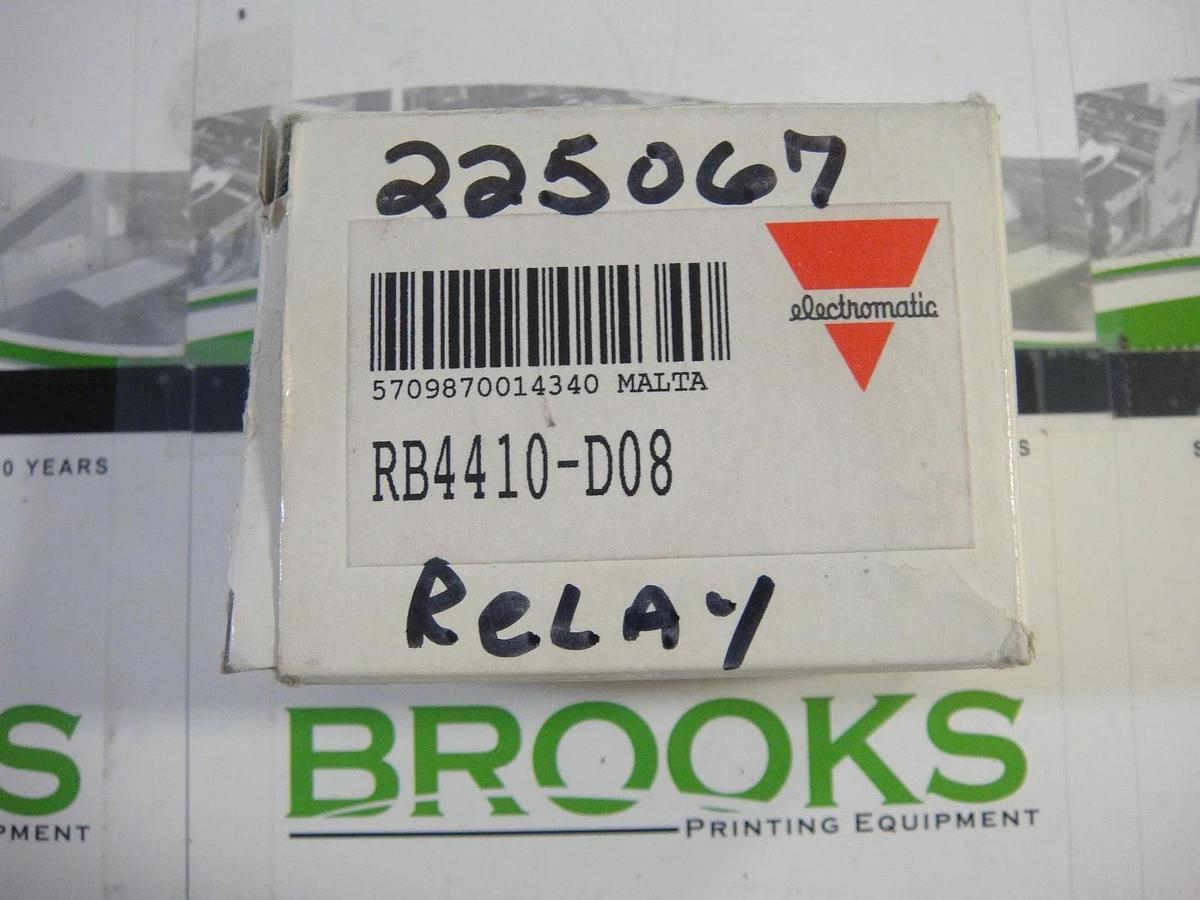 225067
electromatic
5709870014340 MALTA
RB4410-D08
RELAY
0 YEARS
S
S
S
PMENT
BROOKS
PRINTING EQUIPMENT